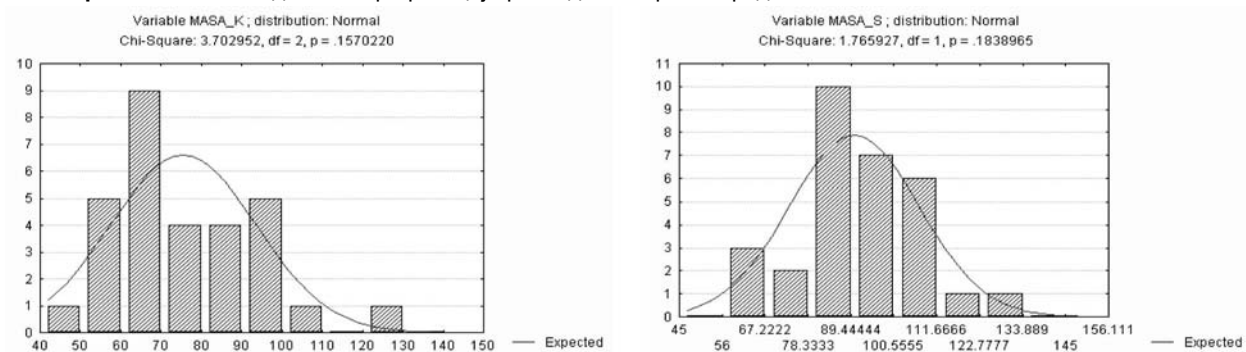 Variable MASA_K ; distribution: Normal
Chi-Square: 3.702952, df = 2, p = .1570220
10
9
8
7
6
5
4
3
2
1
0
40 50 60 70 80 90 100 110 120 130 140 150
Expected
Variable MASA_S ; distribution: Normal
Chi-Square: 1.765927, df = 1, p = .1838965
11
10
9
8
7
6
5
4
3
2
1
0
45 67.2222 89.44444 111.6666 133.889 156.111
56 78.3333 100.5555 122.7777 145
Expected